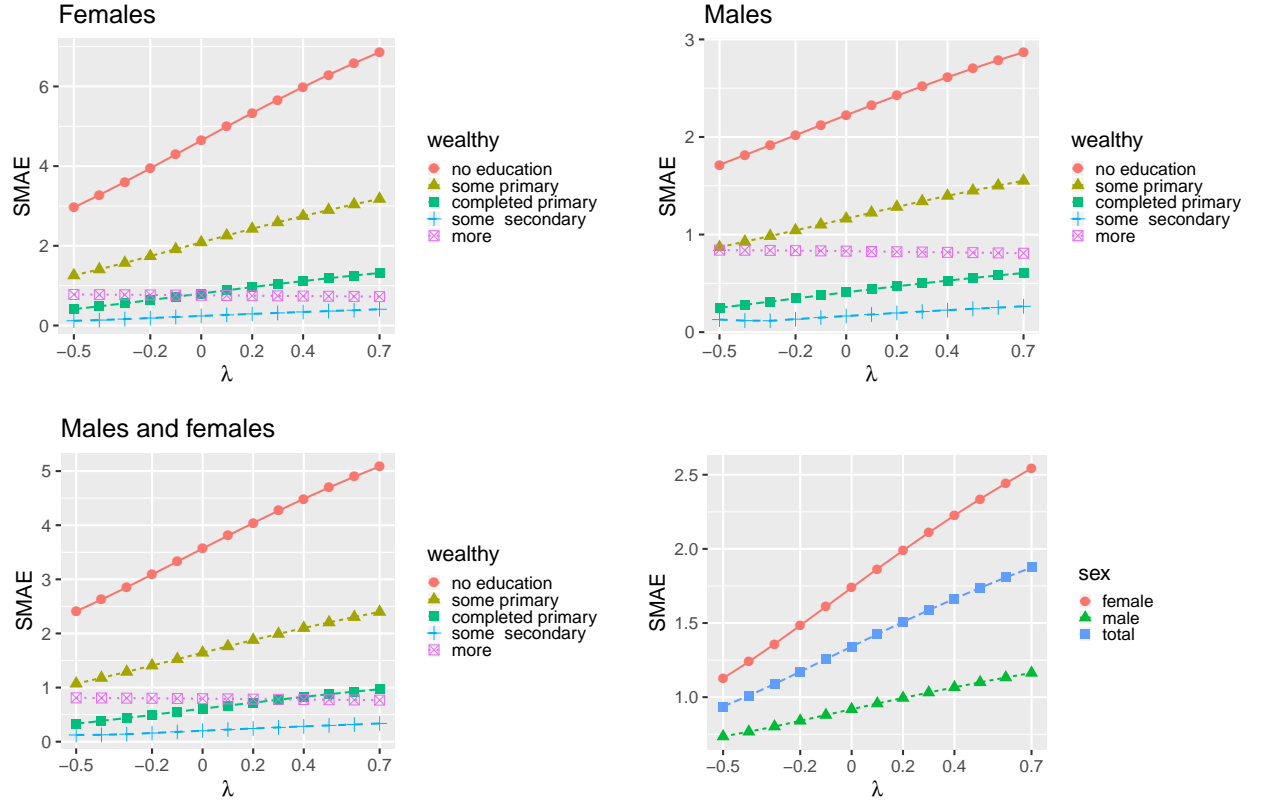 Females
SMAE
6
4
2
0
−0.5
−0.2
0
0.2
0.4
0.7
λ
wealthy
no education
some primary
completed primary
some  secondary
more
Males
SMAE
3
2
1
0
−0.5
−0.2
0
0.2
0.4
0.7
λ
wealthy
no education
some primary
completed primary
some  secondary
more
Males and females
SMAE
5
4
3
2
1
0
−0.5
−0.2
0
0.2
0.4
0.7
λ
wealthy
no education
some primary
completed primary
some  secondary
more
SMAE
2.5
2.0
1.5
1.0
−0.5
−0.2
0
0.2
0.4
0.7
λ
sex
female
male
total